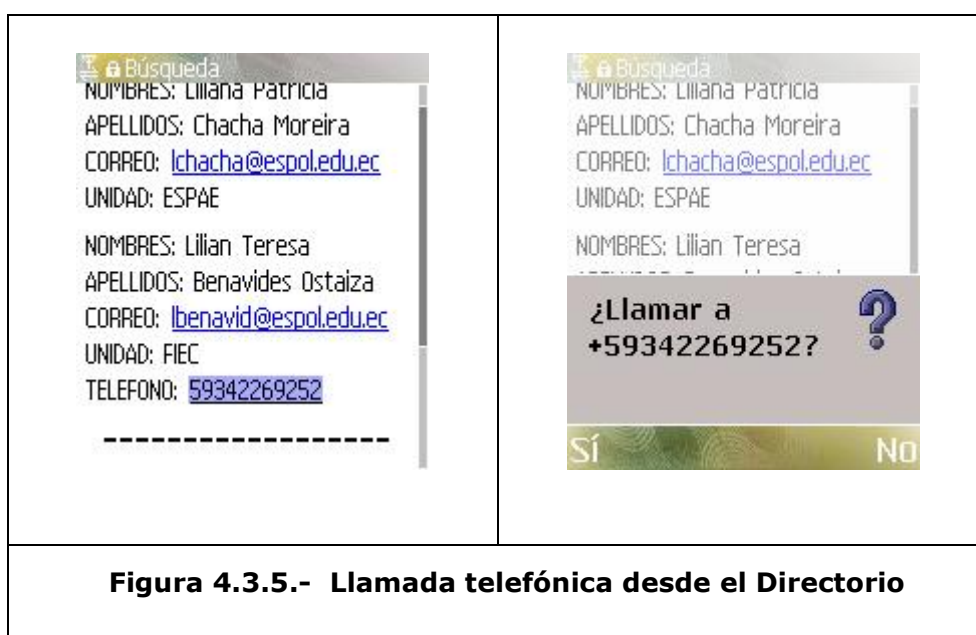 Búsqueda
NOMBRES: Liliana Patricia
APELLIDOS: Chacha Moreira
CORREO: lchacha@espol.edu.ec
UNIDAD: ESPAE
NOMBRES: Lilian Teresa
APELLIDOS: Benavides Ostaiza
CORREO: lbenavid@espol.edu.ec
UNIDAD: FIEC
TELEFONO: 59342269252
------------------
Búsqueda
NOMBRES: Liliana Patricia
APELLIDOS: Chacha Moreira
CORREO: lchacha@espol.edu.ec
UNIDAD: ESPAE
NOMBRES: Lilian Teresa
¿Llamar a
+59342269252?
Sí No
Figura 4.3.5.- Llamada telefónica desde el Directorio